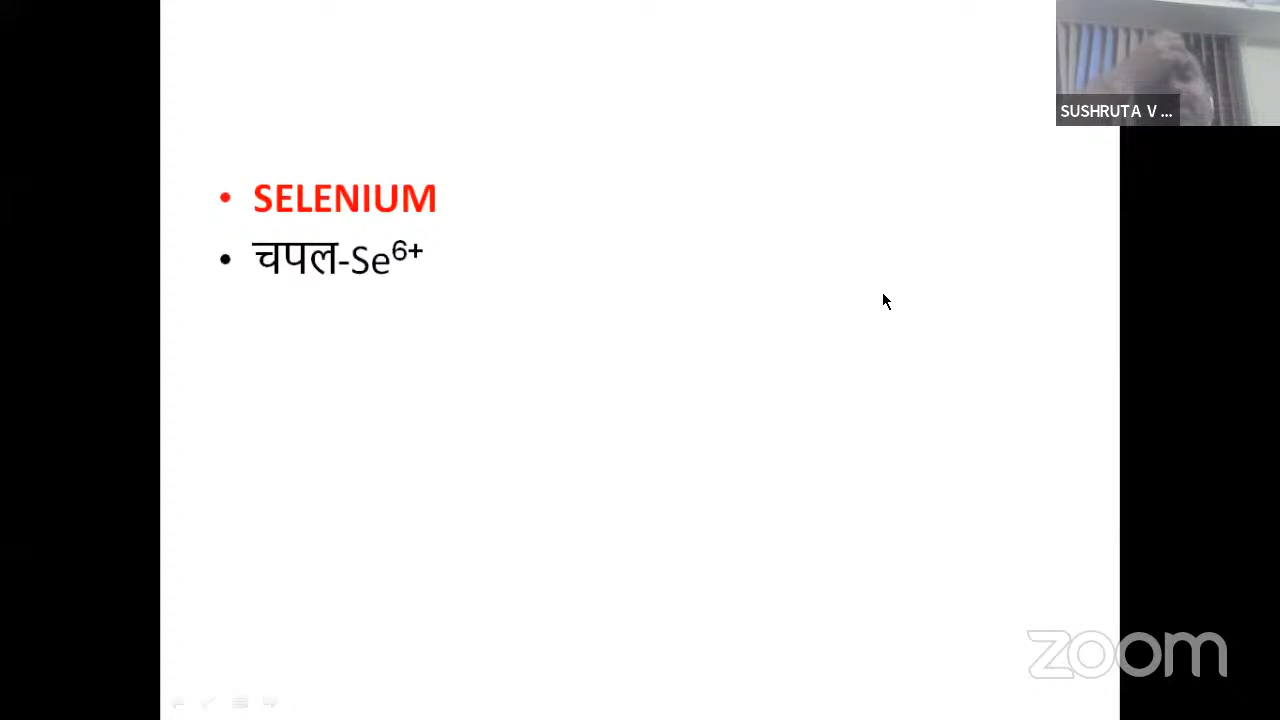 SUSHRUTA V ...
• SELENIUM
• चपल-Se⁶⁺
zoom